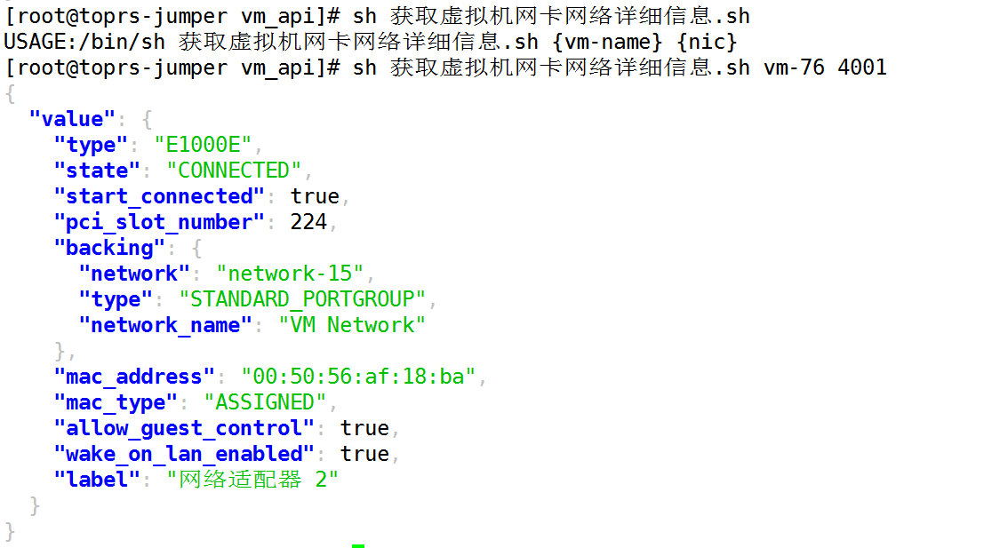 [root@toprs-jumper vm_api]# sh 获取虚拟机网卡网络详细信息.sh
USAGE:/bin/sh 获取虚拟机网卡网络详细信息.sh {vm-name} {nic}
[root@toprs-jumper vm_api]# sh 获取虚拟机网卡网络详细信息.sh vm-76 4001
{
  "value": {
    "type": "E1000E",
    "state": "CONNECTED",
    "start_connected": true,
    "pci_slot_number": 224,
    "backing": {
      "network": "network-15",
      "type": "STANDARD_PORTGROUP",
      "network_name": "VM Network"
    },
    "mac_address": "00:50:56:af:18:ba",
    "mac_type": "ASSIGNED",
    "allow_guest_control": true,
    "wake_on_lan_enabled": true,
    "label": "网络适配器 2"
  }
}